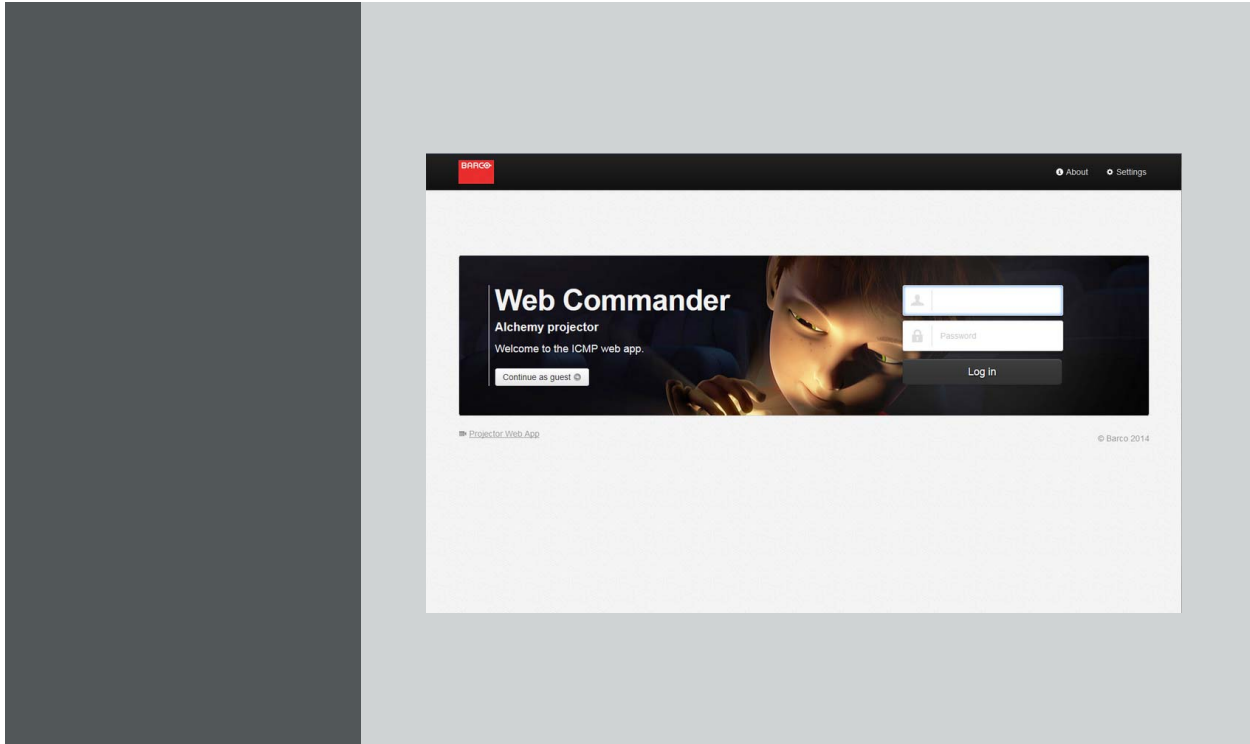 BARCO
About Settings
Web Commander
Alchemy projector
Welcome to the ICMP web app.
Continue as guest
Password
Log in
Projector Web App
© Barco 2014